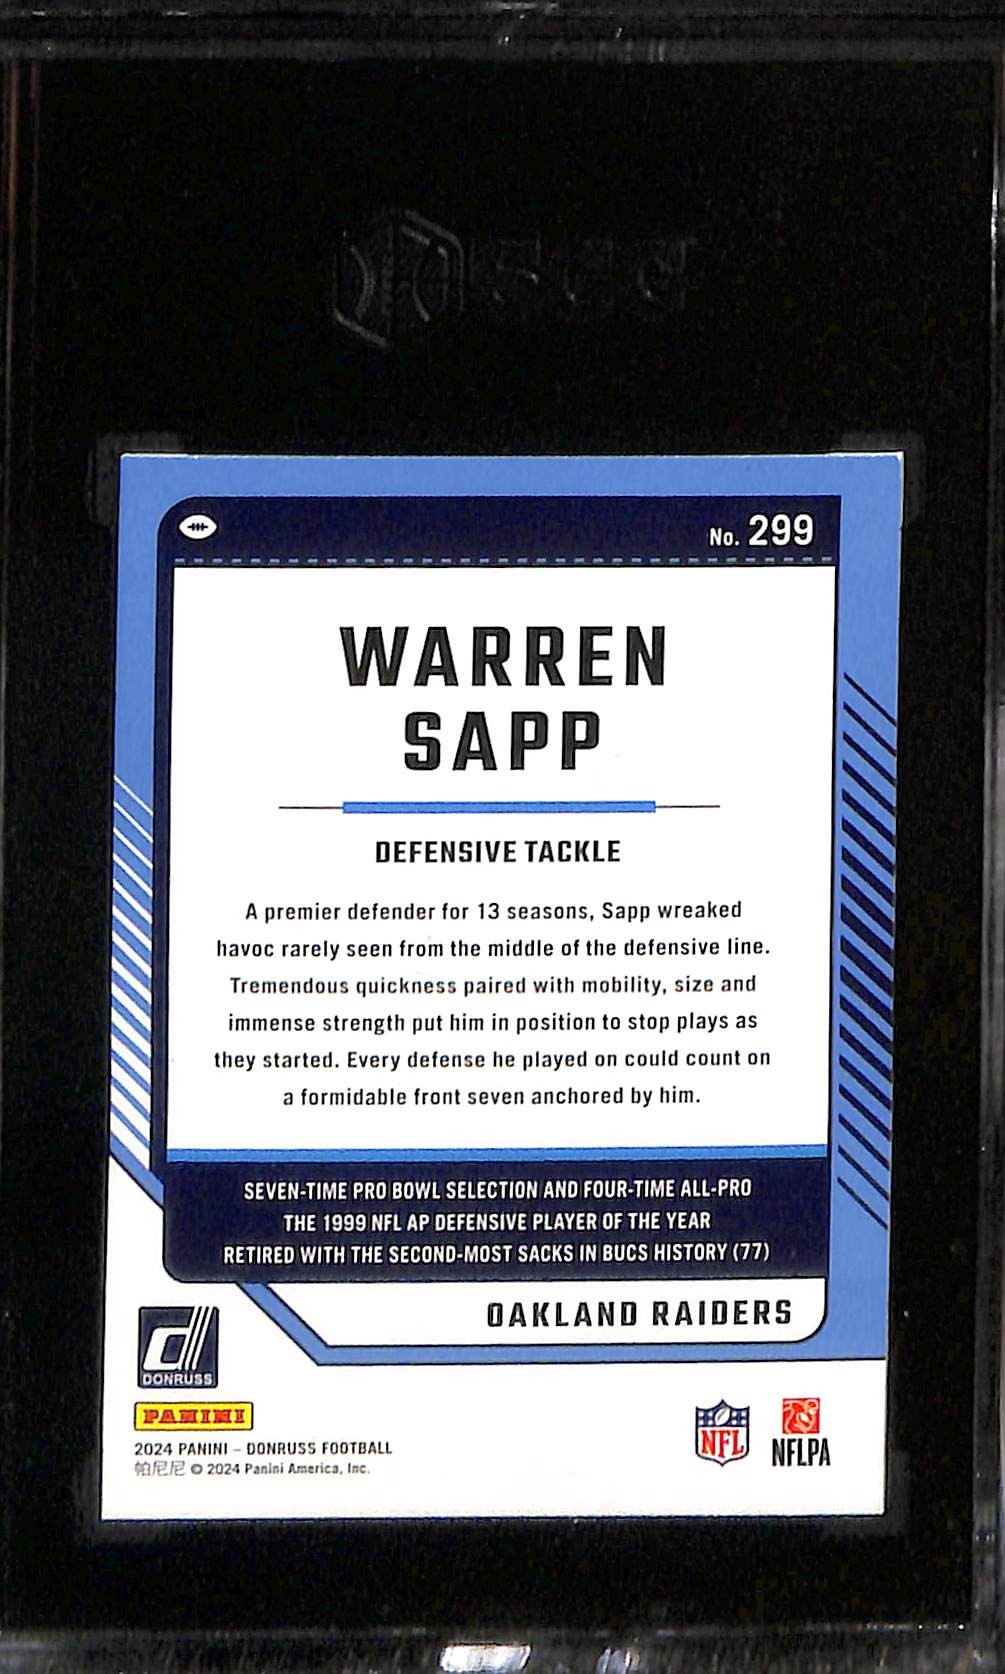 SGC
No. 299
WARREN
SAPP
DEFENSIVE TACKLE
A premier defender for 13 seasons, Sapp wreaked
havoc rarely seen from the middle of the defensive line.
Tremendous quickness paired with mobility, size and
immense strength put him in position to stop plays as
they started. Every defense he played on could count on
a formidable front seven anchored by him.
SEVEN-TIME PRO BOWL SELECTION AND FOUR-TIME ALL-PRO
THE 1999 NFL AP DEFENSIVE PLAYER OF THE YEAR
RETIRED WITH THE SECOND-MOST SACKS IN BUCS HISTORY (77)
OAKLAND RAIDERS
d
DONRUSS
PANINI
2024 PANINI – DONRUSS FOOTBALL
帕尼尼 © 2024 Panini America, Inc.
NFL
NFLPA